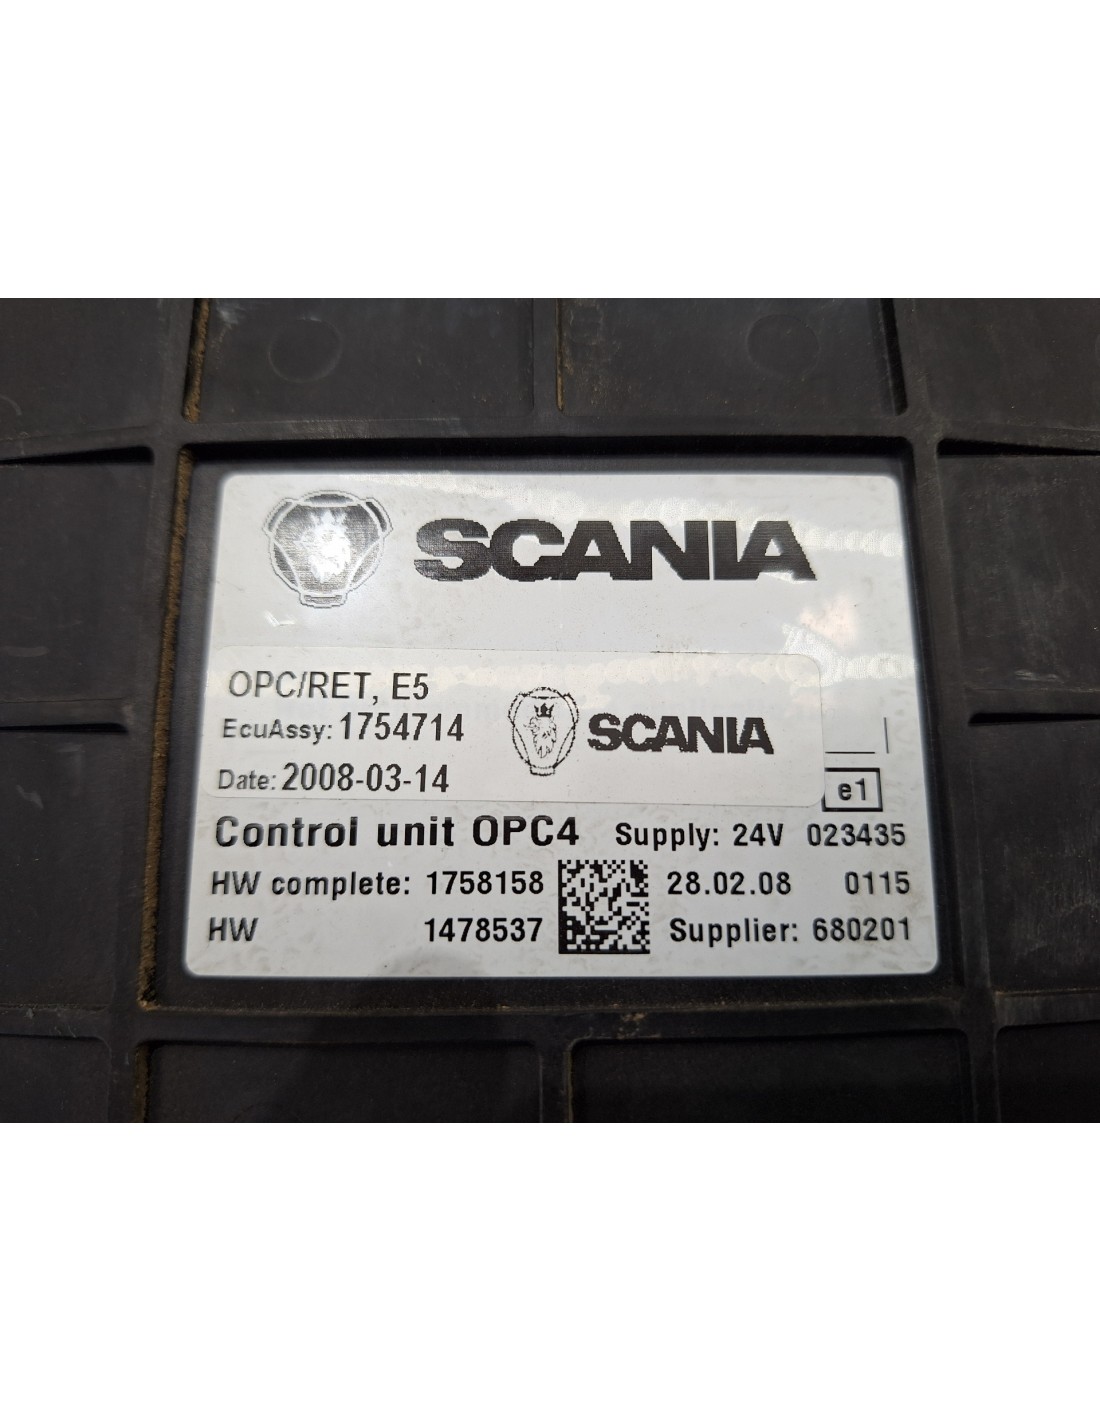 SCANIA
OPC/RET, E5
EcuAssy: 1754714
SCANIA
Date: 2008-03-14
e1
Control unit OPC4 Supply: 24V 023435
HW complete: 1758158 28.02.08 0115
HW 1478537 Supplier: 680201